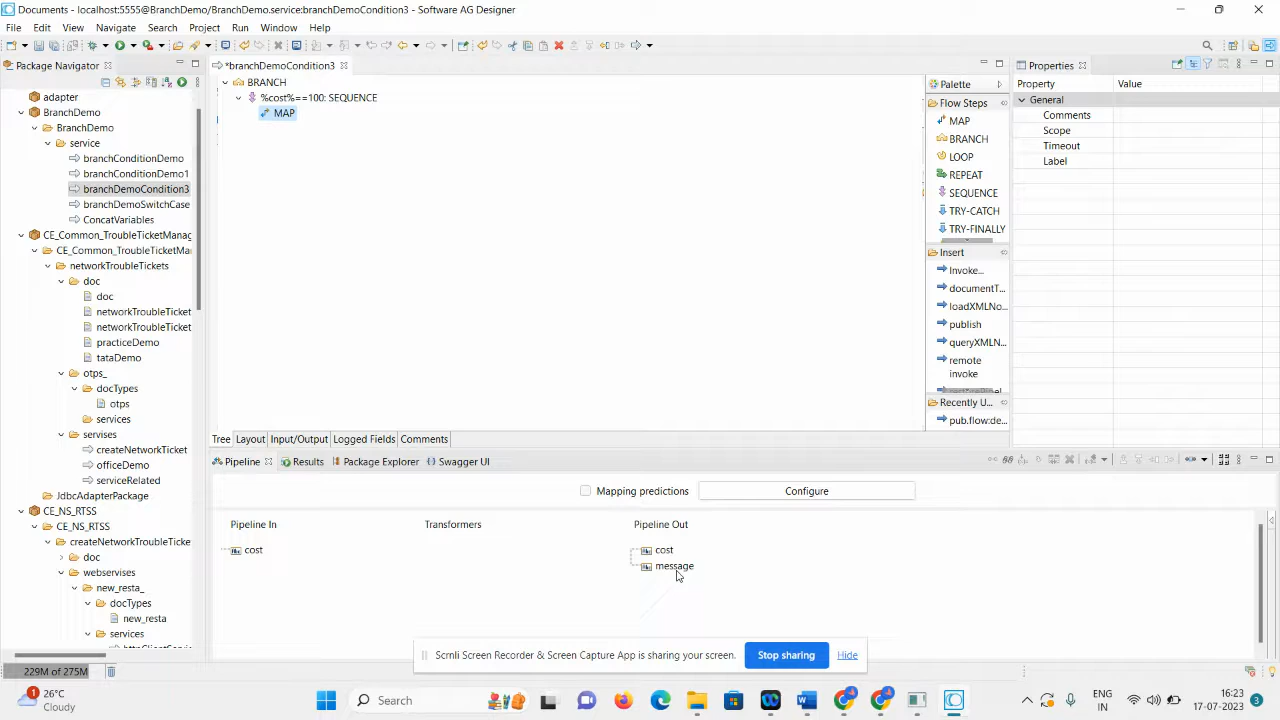 Documents - localhost:5555@BranchDemo/BranchDemo.service:branchDemoCondition3 - Software AG Designer
File Edit View Navigate Search Project Run Window Help
Package Navigator
adapter
BranchDemo
BranchDemo
service
branchConditionDemo
branchConditionDemo1
branchDemoCondition3
branchDemoSwitchCase
ConcatVariables
CE_Common_TroubleTicketManag
CE_Common_TroubleTicketMa
networkTroubleTickets
doc
doc
networkTroubleTicket
networkTroubleTicket
practiceDemo
tataDemo
otps_
docTypes
otps
services
servises
createNetworkTicket
officeDemo
serviceRelated
JdbcAdapterPackage
CE_NS_RTSS
CE_NS_RTSS
createNetworkTroubleTicke
doc
webservises
new_resta_
docTypes
new_resta
services
*branchDemoCondition3
BRANCH
%cost%==100: SEQUENCE
MAP
Palette
Flow Steps
MAP
BRANCH
LOOP
REPEAT
SEQUENCE
TRY-CATCH
TRY-FINALLY
Insert
Invoke...
documentT...
loadXMLNo...
publish
queryXMLN...
remote
invoke
Recently U...
pub.flow:de...
Properties
Property Value
General
Comments
Scope
Timeout
Label
Tree Layout Input/Output Logged Fields Comments
Pipeline Results Package Explorer Swagger UI
Mapping predictions Configure
Pipeline In Transformers Pipeline Out
cost cost
message
Scrnli Screen Recorder & Screen Capture App is sharing your screen. Stop sharing Hide
229M of 275M
1 26°C
Cloudy
Search
ENG
IN
16:23
17-07-2023
3